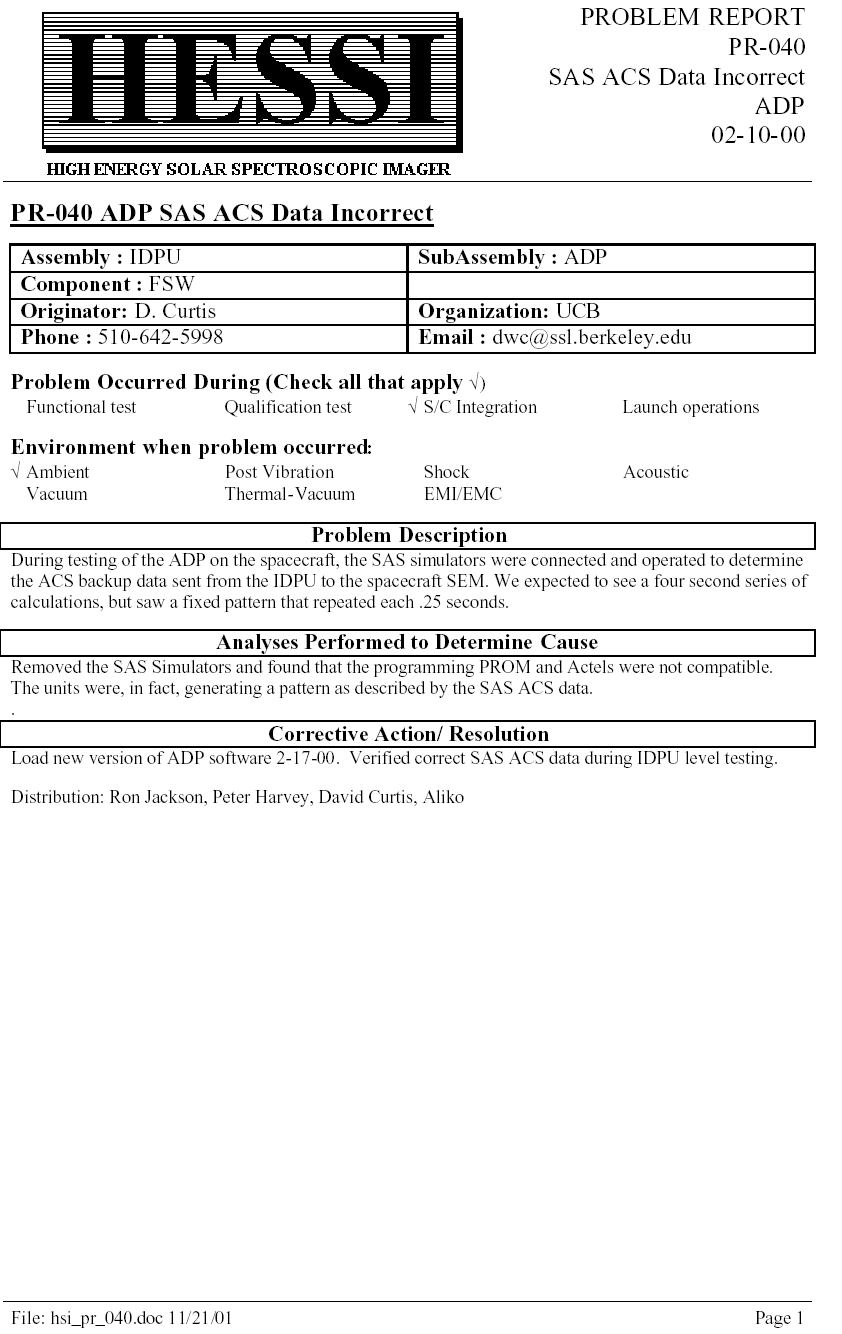 HESSI
HIGH ENERGY SOLAR SPECTROSCOPIC IMAGER
PROBLEM REPORT
PR-040
SAS ACS Data Incorrect
ADP
02-10-00
PR-040 ADP SAS ACS Data Incorrect
Assembly : IDPU SubAssembly : ADP
Component : FSW
Originator: D. Curtis Organization: UCB
Phone : 510-642-5998 Email : dwc@ssl.berkeley.edu
Problem Occurred During (Check all that apply √)
Functional test Qualification test √ S/C Integration Launch operations
Environment when problem occurred:
√ Ambient Post Vibration Shock Acoustic
Vacuum Thermal-Vacuum EMI/EMC
Problem Description
During testing of the ADP on the spacecraft, the SAS simulators were connected and operated to determine
the ACS backup data sent from the IDPU to the spacecraft SEM. We expected to see a four second series of
calculations, but saw a fixed pattern that repeated each .25 seconds.
Analyses Performed to Determine Cause
Removed the SAS Simulators and found that the programming PROM and Actels were not compatible.
The units were, in fact, generating a pattern as described by the SAS ACS data.
.
Corrective Action/ Resolution
Load new version of ADP software 2-17-00. Verified correct SAS ACS data during IDPU level testing.
Distribution: Ron Jackson, Peter Harvey, David Curtis, Aliko
File: hsi_pr_040.doc 11/21/01 Page 1